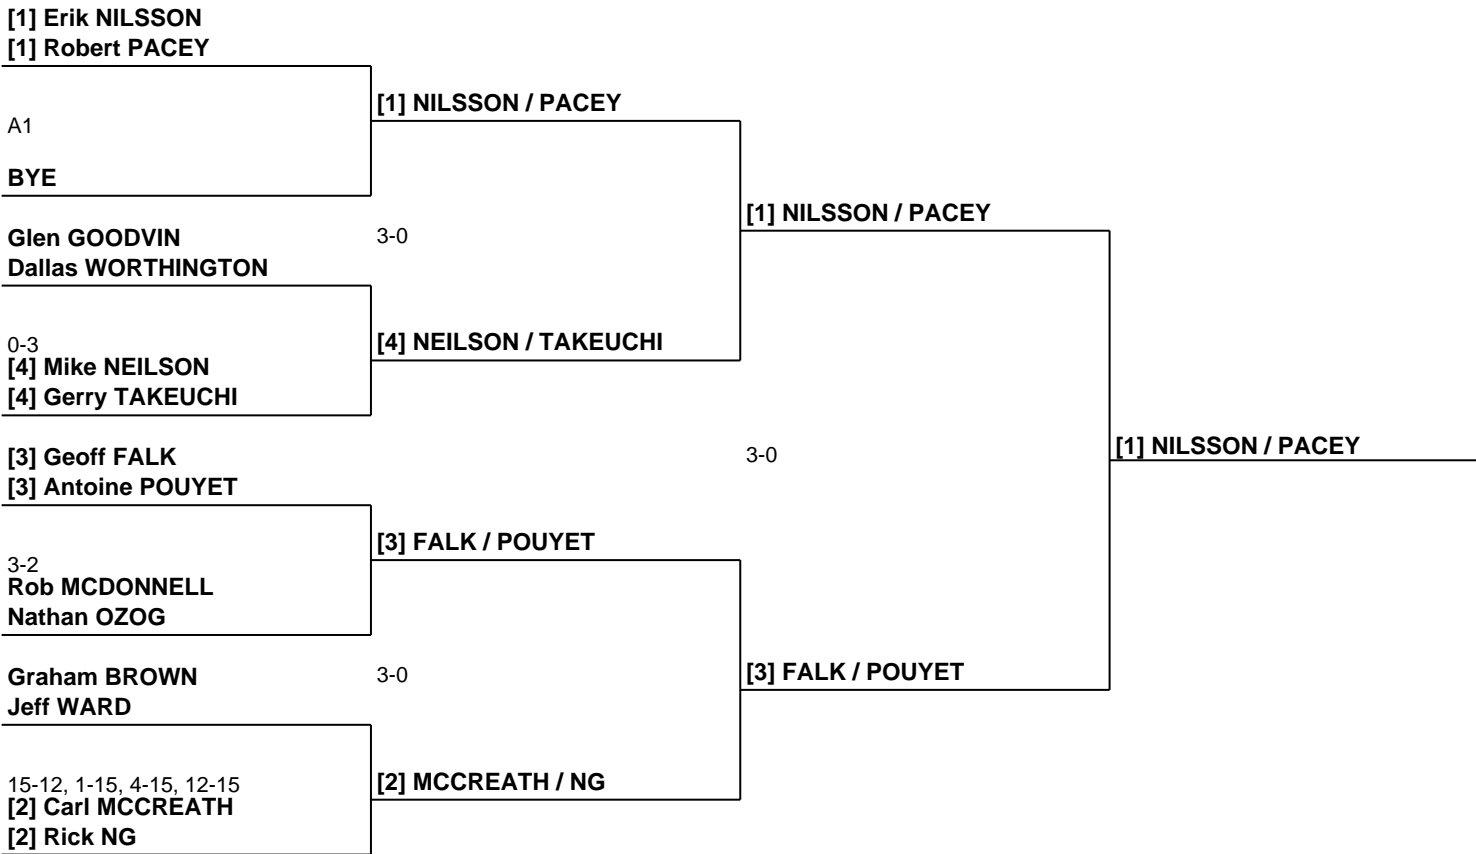 [1] Erik NILSSON
[1] Robert PACEY
[1] NILSSON / PACEY
A1
BYE
[1] NILSSON / PACEY
Glen GOODVIN
3-0
Dallas WORTHINGTON
0-3
[4] NEILSON / TAKEUCHI
[4] Mike NEILSON
[4] Gerry TAKEUCHI
[3] Geoff FALK
3-0
[1] NILSSON / PACEY
[3] Antoine POUYET
[3] FALK / POUYET
3-2
Rob MCDONNELL
Nathan OZOG
Graham BROWN
3-0
[3] FALK / POUYET
Jeff WARD
15-12, 1-15, 4-15, 12-15
[2] MCCREATH / NG
[2] Carl MCCREATH
[2] Rick NG